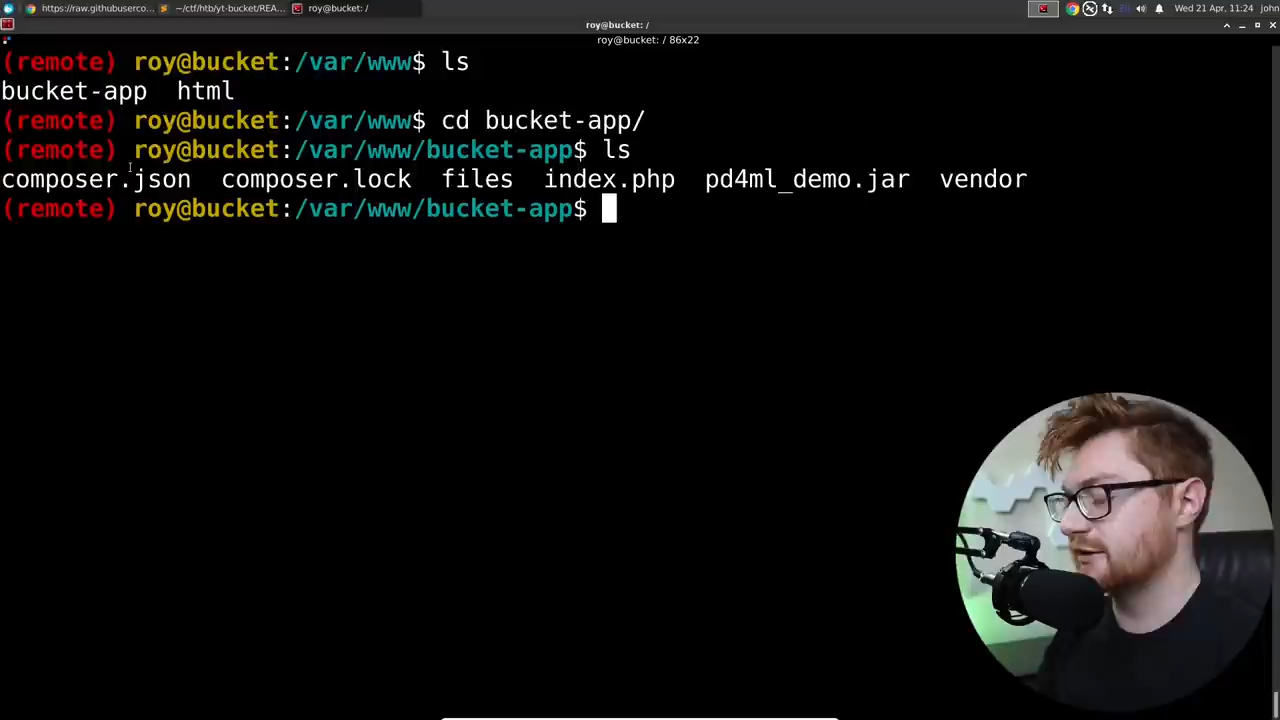 https://raw.githubuserco... ~/ctf/htb/yt-bucket/REA... roy@bucket: / Wed 21 Apr, 11:24 john
roy@bucket: /
roy@bucket: / 86x22
(remote) roy@bucket:/var/www$ ls
bucket-app html
(remote) roy@bucket:/var/www$ cd bucket-app/
(remote) roy@bucket:/var/www/bucket-app$ ls
composer.json composer.lock files index.php pd4ml_demo.jar vendor
(remote) roy@bucket:/var/www/bucket-app$